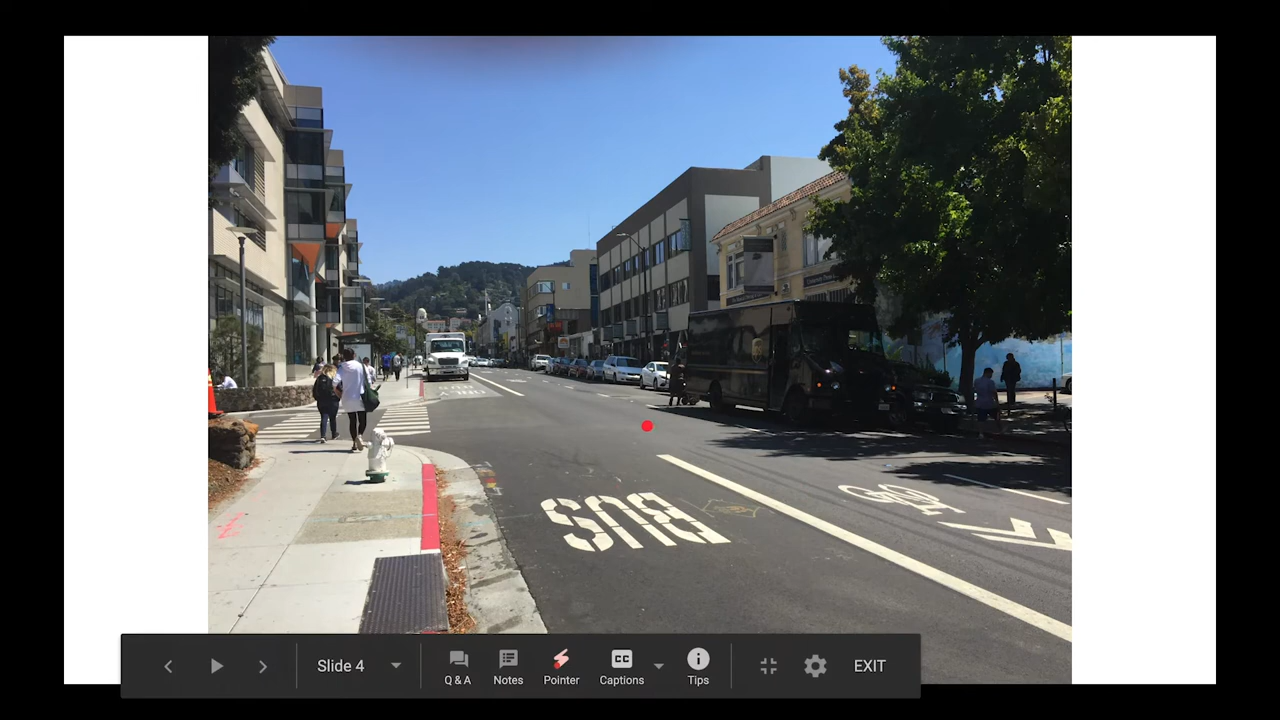 BUS
Slide 4
Q & A
Notes
Pointer
Captions
Tips
EXIT